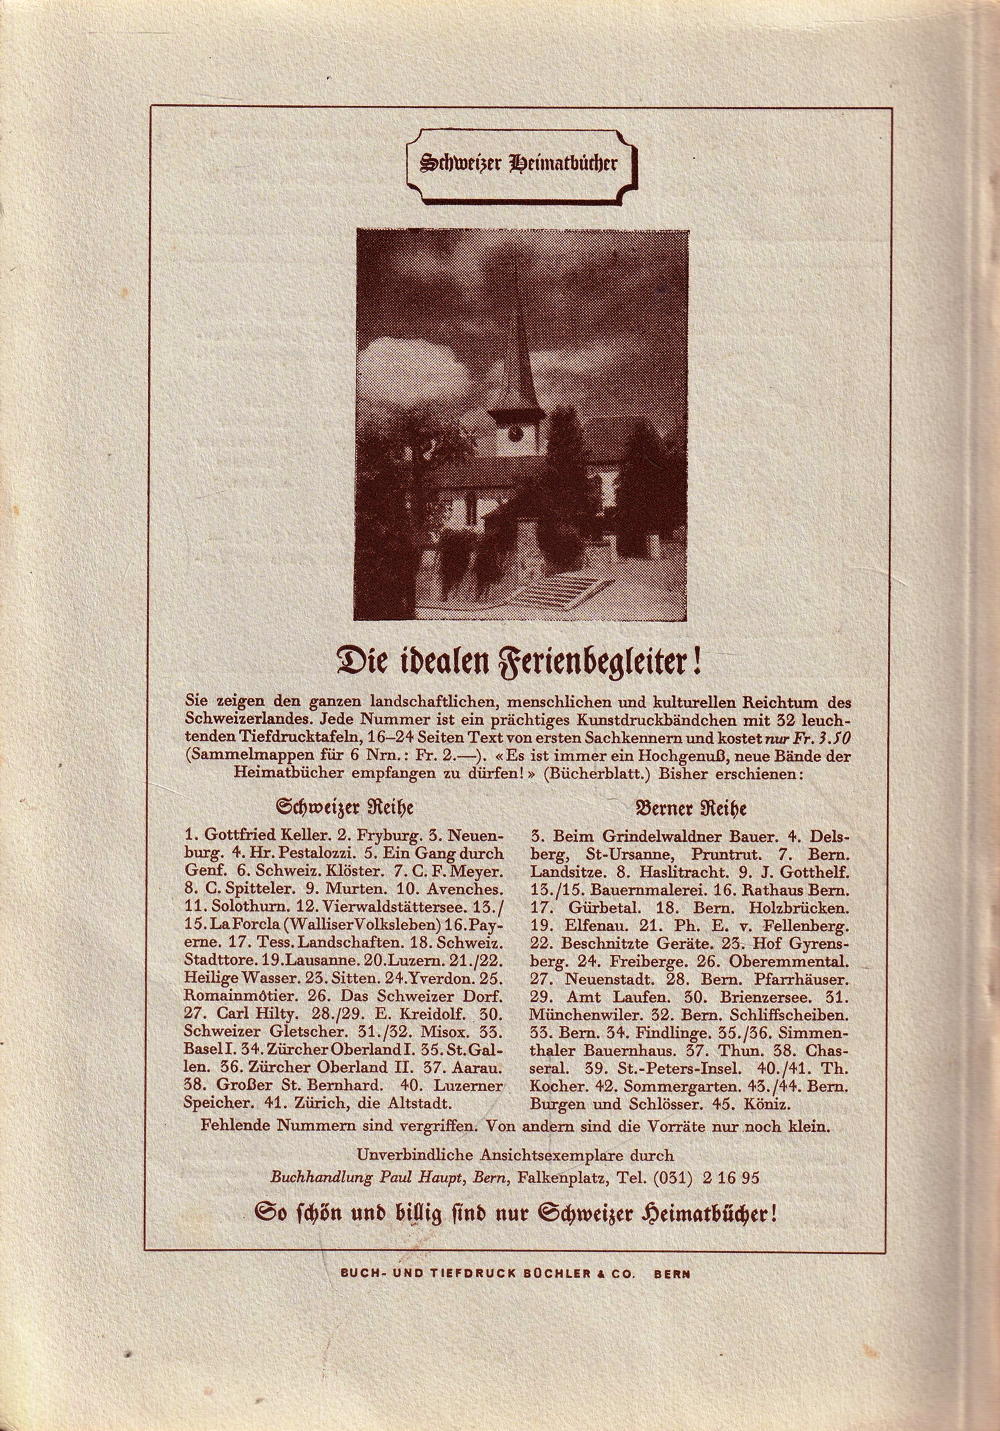 Schweizer Heimatbücher
Die idealen Ferienbegleiter!
Sie zeigen den ganzen landschaftlichen, menschlichen und kulturellen Reichtum des
Schweizerlandes. Jede Nummer ist ein prächtiges Kunstdruckbändchen mit 32 leuch-
tenden Tiefdrucktafeln, 16–24 Seiten Text von ersten Sachkennern und kostet nur Fr. 3.50
(Sammelmappen für 6 Nrn.: Fr. 2.—). «Es ist immer ein Hochgenuß, neue Bände der
Heimatbücher empfangen zu dürfen!» (Bücherblatt.) Bisher erschienen:
Schweizer Reihe
1. Gottfried Keller. 2. Fryburg. 3. Neuen-
burg. 4. Hr. Pestalozzi. 5. Ein Gang durch
Genf. 6. Schweiz. Klöster. 7. C. F. Meyer.
8. C. Spitteler. 9. Murten. 10. Avenches.
11. Solothurn. 12. Vierwaldstättersee. 13./
15. La Forcla (Walliser Volksleben) 16. Pay-
erne. 17. Tess. Landschaften. 18. Schweiz.
Stadttore. 19. Lausanne. 20. Luzern. 21./22.
Heilige Wasser. 23. Sitten. 24. Yverdon. 25.
Romainmôtier. 26. Das Schweizer Dorf.
27. Carl Hilty. 28./29. E. Kreidolf. 30.
Schweizer Gletscher. 31./32. Misox. 33.
Basel I. 34. Zürcher Oberland I. 35. St. Gal-
len. 36. Zürcher Oberland II. 37. Aarau.
38. Großer St. Bernhard. 40. Luzerner
Speicher. 41. Zürich, die Altstadt.
Berner Reihe
3. Beim Grindelwaldner Bauer. 4. Dels-
berg, St-Ursanne, Pruntrut. 7. Bern.
Landsitze. 8. Haslitracht. 9. J. Gotthelf.
13./15. Bauernmalerei. 16. Rathaus Bern.
17. Gürbetal. 18. Bern. Holzbrücken.
19. Elfenau. 21. Ph. E. v. Fellenberg.
22. Beschnitzte Geräte. 23. Hof Gyrens-
berg. 24. Freiberge. 26. Oberemmental.
27. Neuenstadt. 28. Bern. Pfarrhäuser.
29. Amt Laufen. 30. Brienzersee. 31.
Münchenwiler. 32. Bern. Schliffscheiben.
33. Bern. 34. Findlinge. 35./36. Simmen-
thaler Bauernhaus. 37. Thun. 38. Chas-
seral. 39. St.-Peters-Insel. 40./41. Th.
Kocher. 42. Sommergarten. 43./44. Bern.
Burgen und Schlösser. 45. Köniz.
Fehlende Nummern sind vergriffen. Von andern sind die Vorräte nur noch klein.
Unverbindliche Ansichtsexemplare durch
Buchhandlung Paul Haupt, Bern, Falkenplatz, Tel. (031) 2 16 95
So schön und billig sind nur Schweizer Heimatbücher!
BUCH- UND TIEFDRUCK BÜCHLER & CO. BERN